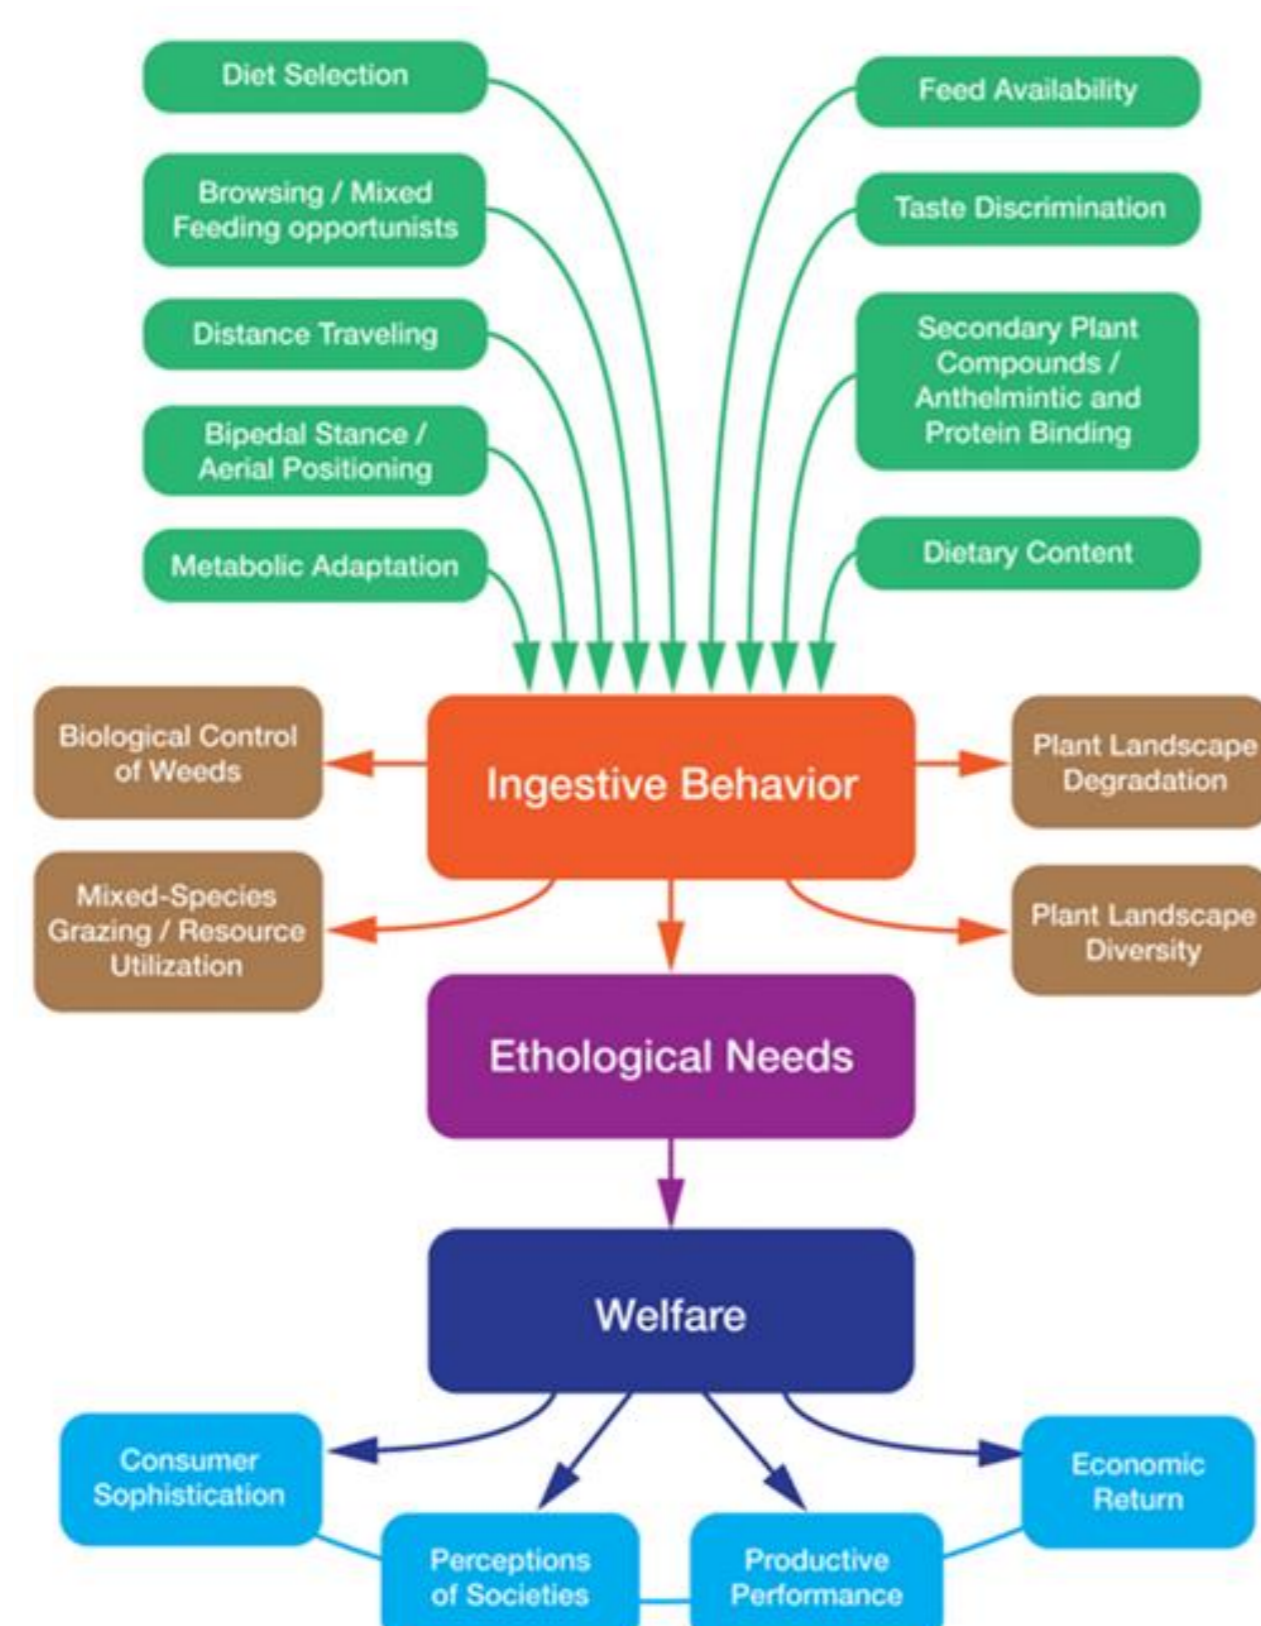 Diet Selection
Browsing / Mixed
Feeding opportunists
Distance Traveling
Bipedal Stance /
Aerial Positioning
Metabolic Adaptation
Feed Availability
Taste Discrimination
Secondary Plant
Compounds /
Anthelmintic and
Protein Binding
Dietary Content
Biological Control
of Weeds
Mixed-Species
Grazing / Resource
Utilization
Ingestive Behavior
Plant Landscape
Degradation
Plant Landscape
Diversity
Ethological Needs
Welfare
Consumer
Sophistication
Perceptions
of Societies
Productive
Performance
Economic
Return